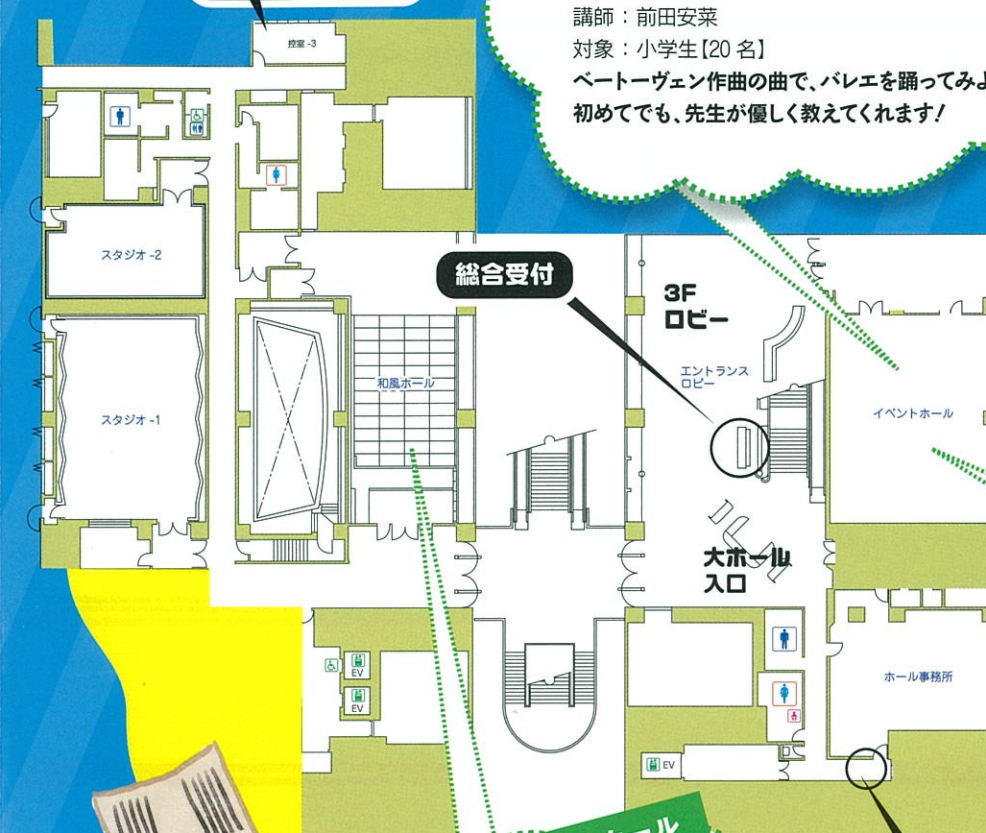 講師：前田安菜
対象：小学生【20 名】
ベートーヴェン作曲の曲で、バレエを踊ってみよ
初めてでも、先生が優しく教えてくれます！
控室 -3
スタジオ -2
総合受付
3F
ロビー
エントランス
ロビー
和風ホール
イベントホール
スタジオ -1
大ホール
入口
EV
EV
ホール事務所
EV